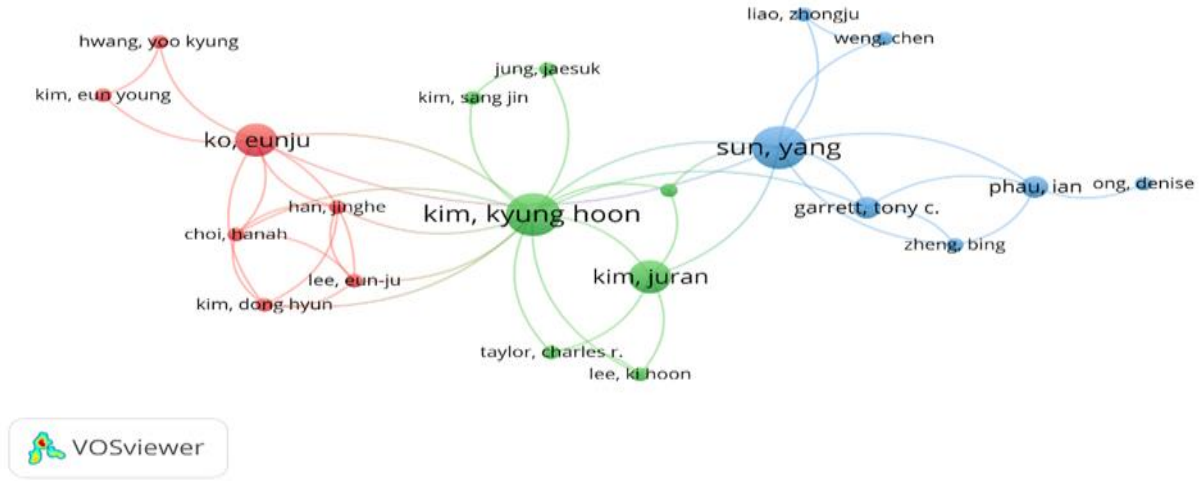 liao, zhongju
weng, chen
hwang, yoo kyung
jung, jaesuk
kim, eun young
kim, sang jin
ko, eunju
sun, yang
phau, ian
ong, denise
han, jinghe
garrett, tony c.
kim, kyung hoon
choi, hanah
zheng, bing
lee, eun-ju
kim, juran
kim, dong hyun
taylor, charles r.
lee, ki hoon
VOSviewer